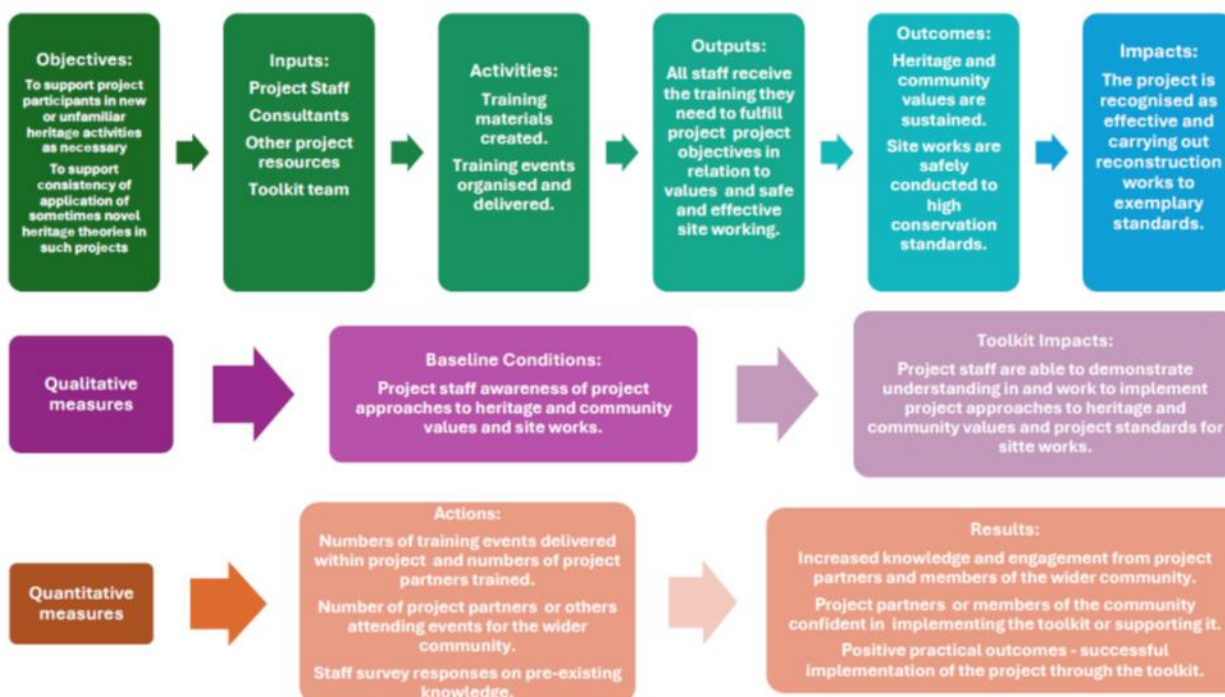 Objectives:
To support project
participants in new
or unfamiliar
heritage activities
as necessary
To support
consistency of
application of
sometimes novel
heritage theories in
such projects
Inputs:
Project Staff
Consultants
Other project
resources
Toolkit team
Activities:
Training
materials
created.
Training events
organised and
delivered.
Outputs:
All staff receive
the training they
need to fulfill
project project
objectives in
relation to
values and safe
and effective
site working.
Outcomes:
Heritage and
community
values are
sustained.
Site works are
safely
conducted to
high
conservation
standards.
Impacts:
The project is
recognised as
effective and
carrying out
reconstruction
works to
exemplary
standards.
Qualitative
measures
Baseline Conditions:
Project staff awareness of project
approaches to heritage and community
values and site works.
Toolkit Impacts:
Project staff are able to demonstrate
understanding in and work to implement
project approaches to heritage and
community values and project standards for
sitte works.
Quantitative
measures
Actions:
Numbers of training events delivered
within project and numbers of project
partners trained.
Number of project partners or others
attending events for the wider
community.
Staff survey responses on pre-existing
knowledge.
Results:
Increased knowledge and engagement from project
partners and members of the wider community.
Project partners or members of the community
confident in implementing the toolkit or supporting it.
Positive practical outcomes - successful
implementation of the project through the toolkit.